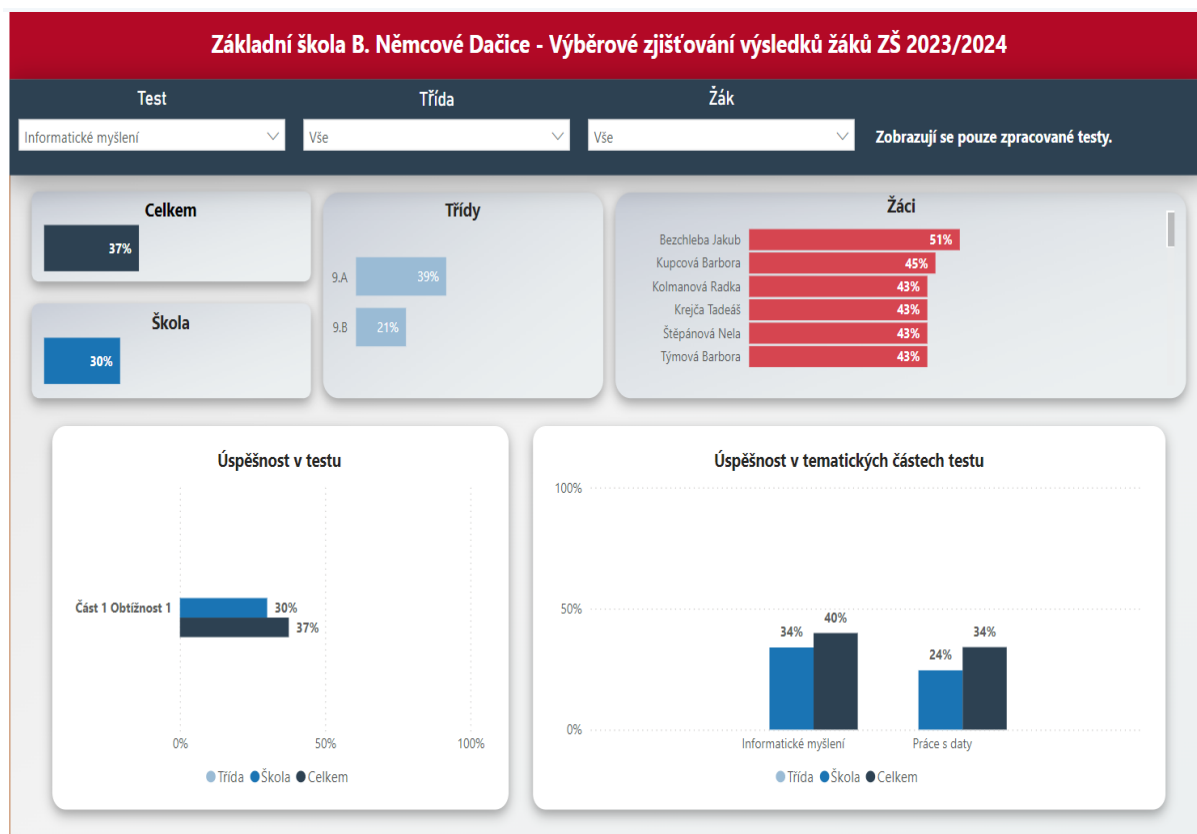 Základní škola B. Němcové Dačice - Výběrové zjišťování výsledků žáků ZŠ 2023/2024
Test
Třída
Žák
Informatické myšlení
Vše
Vše
Zobrazují se pouze zpracované testy.
Celkem
37%
Škola
30%
Třídy
9.A 39%
9.B 21%
Žáci
Bezchleba Jakub 51%
Kupcová Barbora 45%
Kolmanová Radka 43%
Krejča Tadeáš 43%
Štěpánová Nela 43%
Týmová Barbora 43%
Úspěšnost v testu
Část 1 Obtížnost 1
30%
37%
0% 50% 100%
Třída Škola Celkem
Úspěšnost v tematických částech testu
100%
50%
0%
34% 40%
24% 34%
Informatické myšlení Práce s daty
Třída Škola Celkem